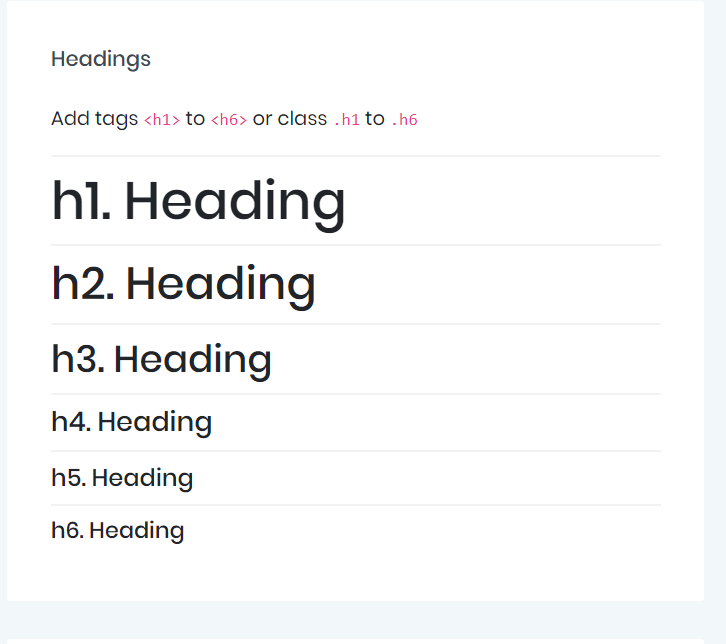 Headings
Add tags <h1> to <h6> or class .h1 to .h6
h1. Heading
h2. Heading
h3. Heading
h4. Heading
h5. Heading
h6. Heading